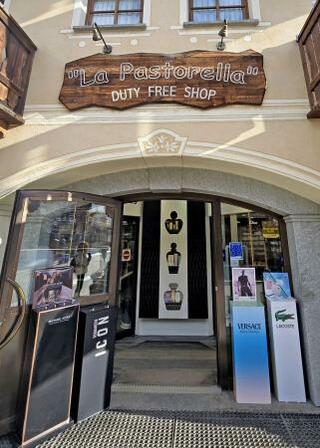 "La Pastorella"
DUTY FREE SHOP
ICON
VERSACE
LACOSTE